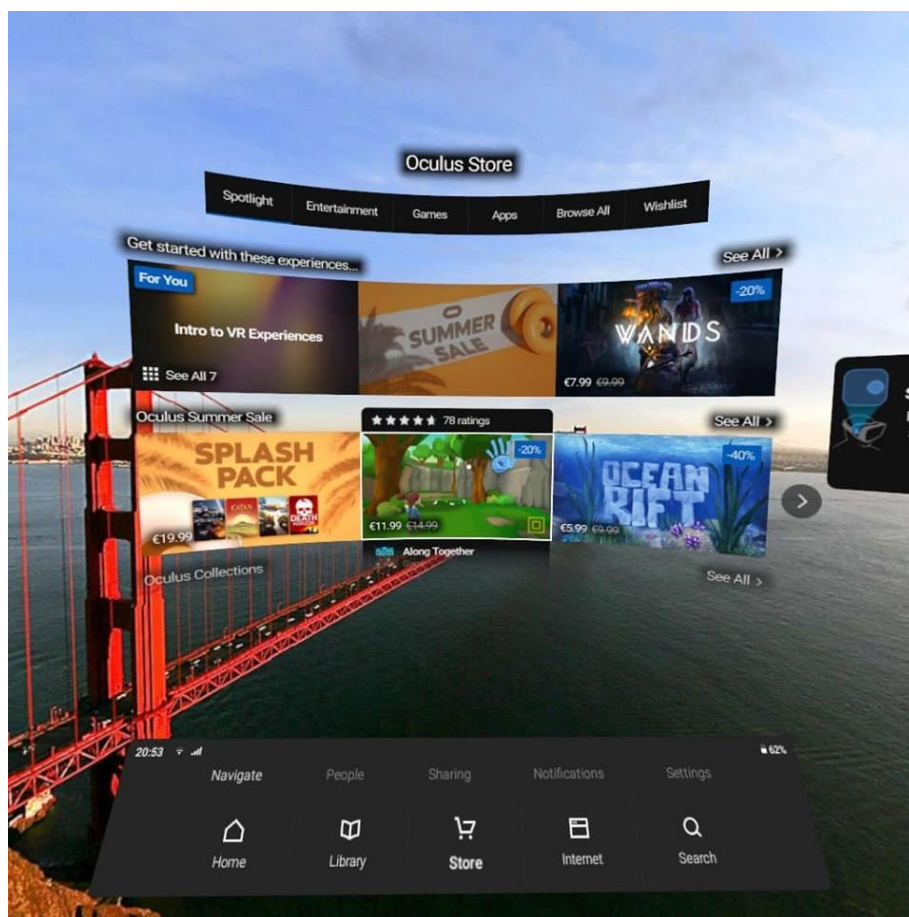 Oculus Store
Spotlight Entertainment Games Apps Browse All Wishlist
Get started with these experiences... See All >
For You
Intro to VR Experiences
See All 7
SUMMER
SALE
-20%
WANDS
€7.99 €9.99
Oculus Summer Sale
★★★★★ 78 ratings
See All >
SPLASH
PACK
CATAN
DEATH
€19.99
-20%
€11.99 €14.99
Along Together
-40%
OCEAN
RIFT
€5.99 €9.99
Oculus Collections See All >
20:53 62%
Navigate People Sharing Notifications Settings
Home Library Store Internet Search